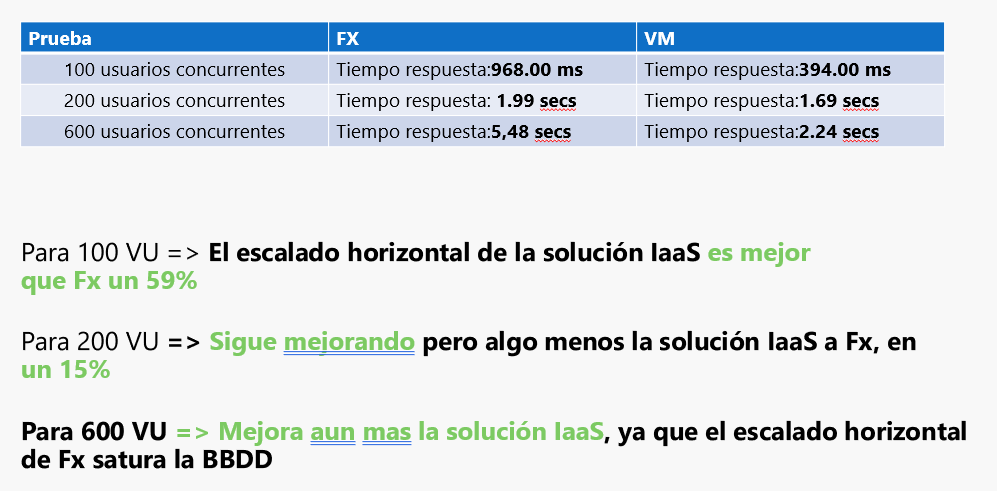 Prueba FX VM
100 usuarios concurrentes Tiempo respuesta:968.00 ms Tiempo respuesta:394.00 ms
200 usuarios concurrentes Tiempo respuesta: 1.99 secs Tiempo respuesta:1.69 secs
600 usuarios concurrentes Tiempo respuesta:5,48 secs Tiempo respuesta:2.24 secs
Para 100 VU => El escalado horizontal de la solución IaaS es mejor
que Fx un 59%
Para 200 VU => Sigue mejorando pero algo menos la solución IaaS a Fx, en
un 15%
Para 600 VU => Mejora aun mas la solución IaaS, ya que el escalado horizontal
de Fx satura la BBDD